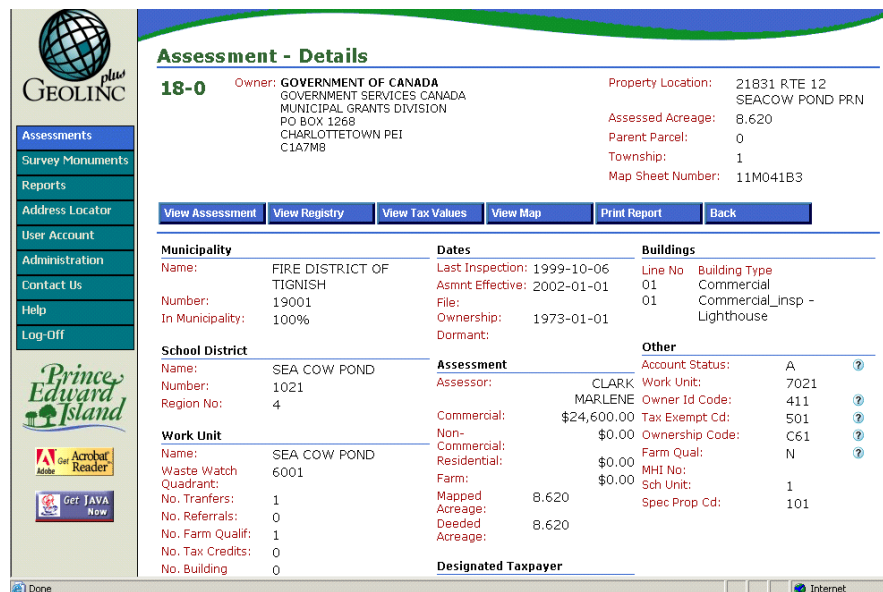 GEOLINC plus
Assessments
Survey Monuments
Reports
Address Locator
User Account
Administration
Contact Us
Help
Log-Off
Prince
Edward
Island
Adobe
Get Acrobat
Reader
Get JAVA
Now
Assessment - Details
18-0
Owner: GOVERNMENT OF CANADA
GOVERNMENT SERVICES CANADA
MUNICIPAL GRANTS DIVISION
PO BOX 1268
CHARLOTTETOWN PEI
C1A7M8
Property Location: 21831 RTE 12
SEACOW POND PRN
Assessed Acreage: 8.620
Parent Parcel: 0
Township: 1
Map Sheet Number: 11M041B3
View Assessment View Registry View Tax Values View Map Print Report Back
Municipality
Name: FIRE DISTRICT OF
TIGNISH
Number: 19001
In Municipality: 100%
School District
Name: SEA COW POND
Number: 1021
Region No: 4
Work Unit
Name: SEA COW POND
Waste Watch 6001
Quadrant:
No. Tranfers: 1
No. Referrals: 0
No. Farm Qualif: 1
No. Tax Credits: 0
No. Building 0
Dates
Last Inspection: 1999-10-06
Asmnt Effective: 2002-01-01
File:
Ownership: 1973-01-01
Dormant:
Assessment
Assessor: CLARK
MARLENE
Commercial: $24,600.00
Non- $0.00
Commercial:
Residential: $0.00
Farm: $0.00
Mapped 8.620
Acreage:
Deeded 8.620
Acreage:
Designated Taxpayer
Buildings
Line No Building Type
01 Commercial
01 Commercial_insp -
Lighthouse
Other
Account Status: A ?
Work Unit: 7021
Owner Id Code: 411 ?
Tax Exempt Cd: 501 ?
Ownership Code: C61 ?
Farm Qual: N ?
MHI No:
Sch Unit: 1
Spec Prop Cd: 101
Done
Internet